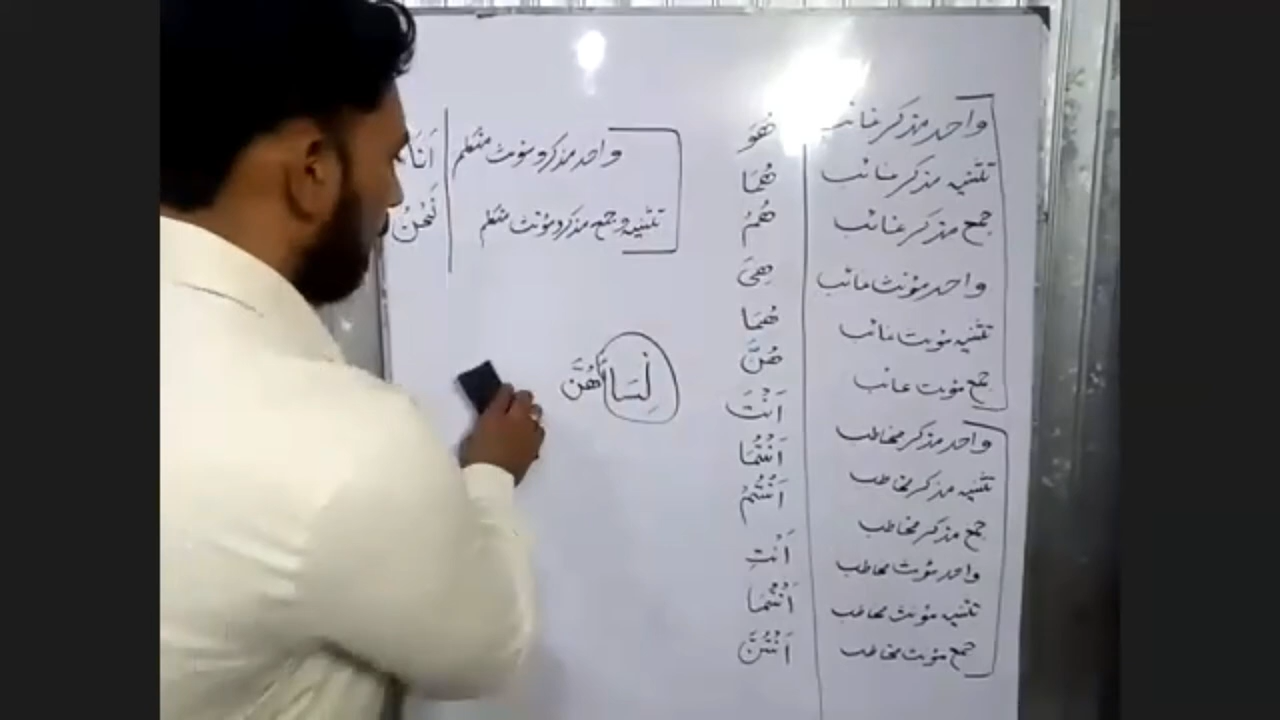 واحد مذکر غائب هُوَ
تثنیہ مذکر غائب هُمَا
جمع مذکر غائب هُمْ
واحد مؤنث غائب هِيَ
تثنیہ مؤنث غائب هُمَا
جمع مؤنث غائب هُنَّ
واحد مذکر مخاطب اَنْتَ
تثنیہ مذکر مخاطب اَنْتُمَا
جمع مذکر مخاطب اَنْتُمْ
واحد مؤنث مخاطب اَنْتِ
تثنیہ مؤنث مخاطب اَنْتُمَا
جمع مؤنث مخاطب اَنْتُنَّ
واحد مذکر و مؤنث متکلم اَنَا
تثنیہ و جمع مذکر و مؤنث متکلم نَحْنُ
هُنَّ